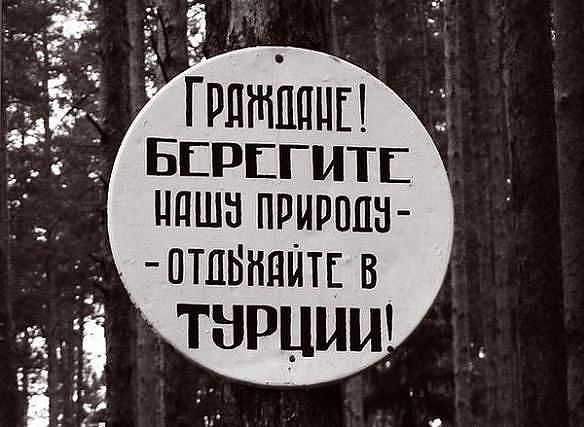 ГРАЖДАНЕ!
БЕРЕГИТЕ
НАШУ ПРИРОДУ-
-ОТДЫХАЙТЕ В
ТУРЦИИ!